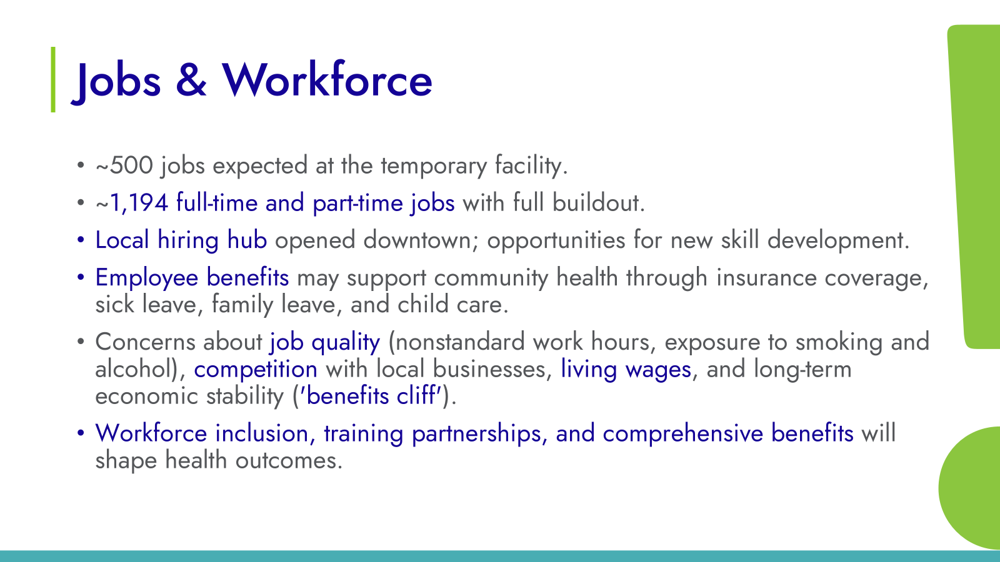 Jobs & Workforce
• ~500 jobs expected at the temporary facility.
• ~1,194 full-time and part-time jobs with full buildout.
• Local hiring hub opened downtown; opportunities for new skill development.
• Employee benefits may support community health through insurance coverage,
sick leave, family leave, and child care.
• Concerns about job quality (nonstandard work hours, exposure to smoking and
alcohol), competition with local businesses, living wages, and long-term
economic stability ('benefits cliff').
• Workforce inclusion, training partnerships, and comprehensive benefits will
shape health outcomes.